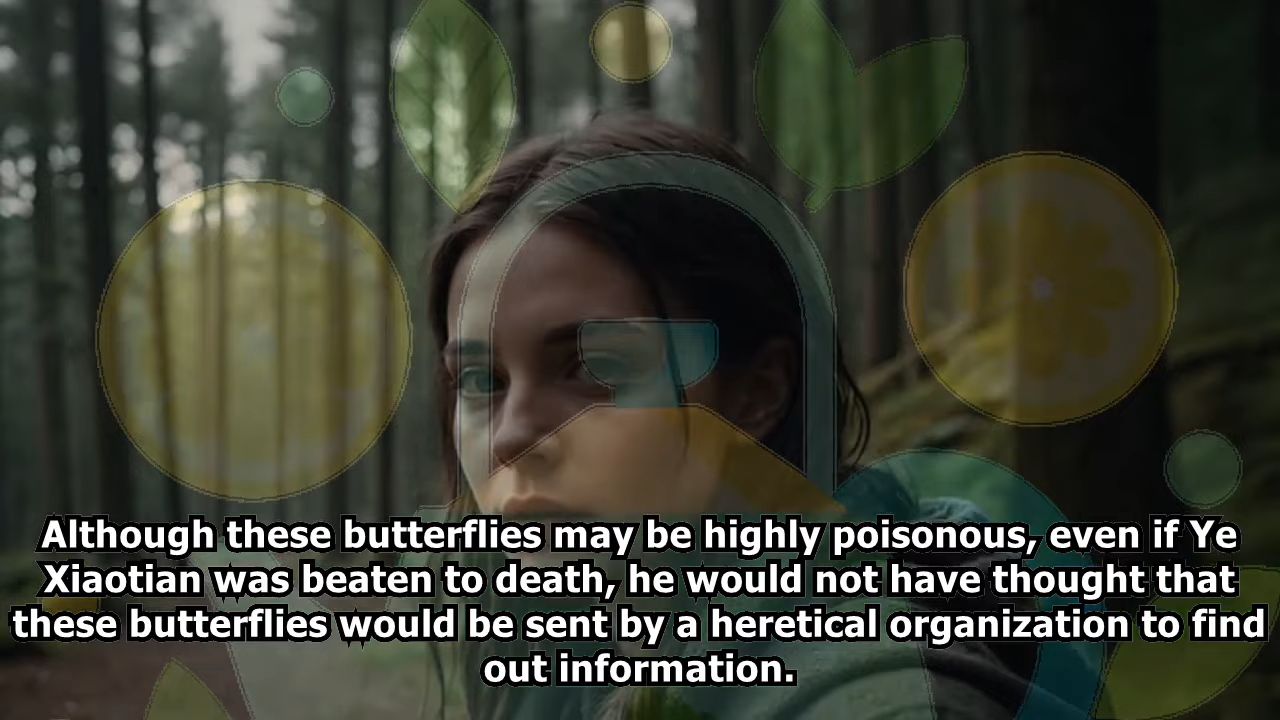 Although these butterflies may be highly poisonous, even if Ye
Xiaotian was beaten to death, he would not have thought that
these butterflies would be sent by a heretical organization to find
out information.